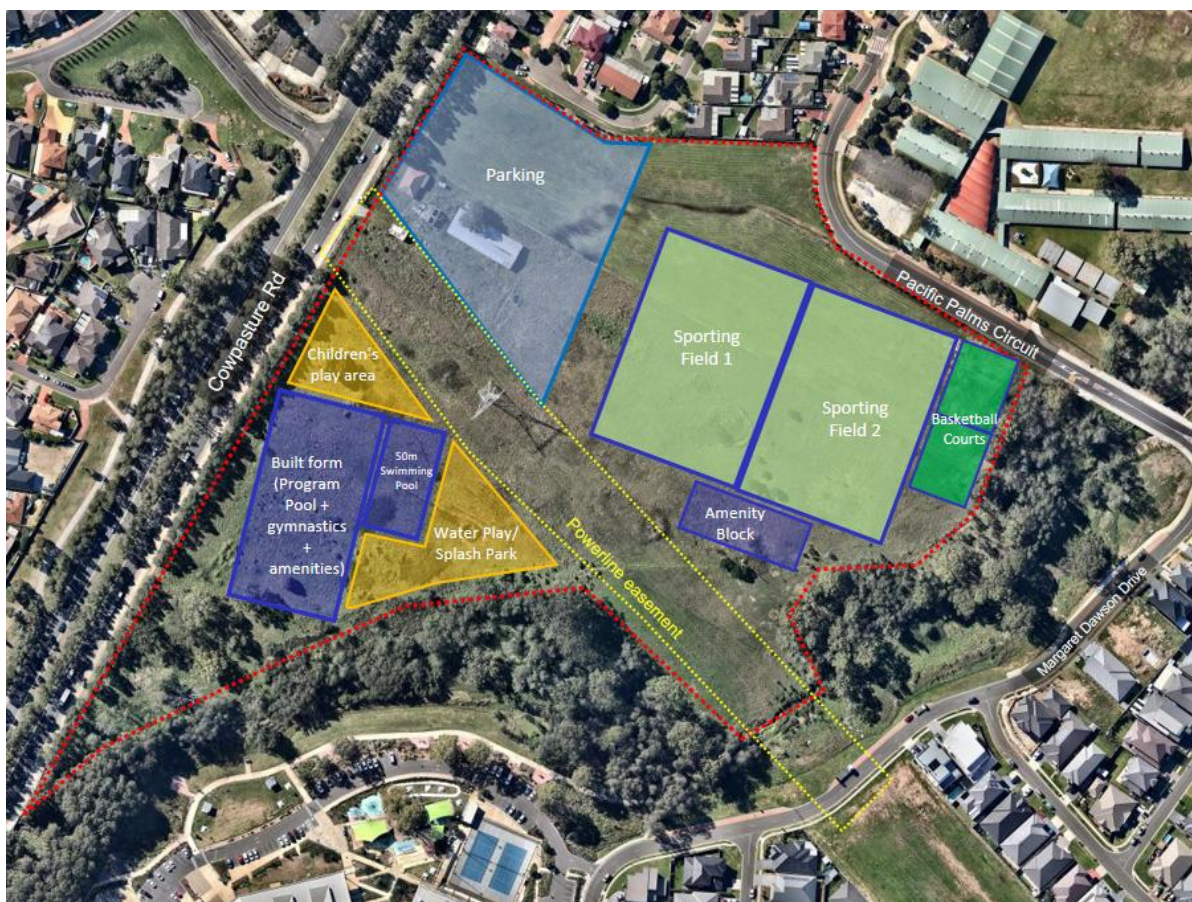 Parking
Cowpasture Rd
Pacific Palms Circuit
Children's
play area
Sporting
Field 1
Sporting
Field 2
Basketball
Courts
50m
Swimming
Pool
Built form
(Program
Pool +
gymnastics
+
amenities)
Water Play/
Splash Park
Amenity
Block
Powerline easement
Margaret Dawson Drive